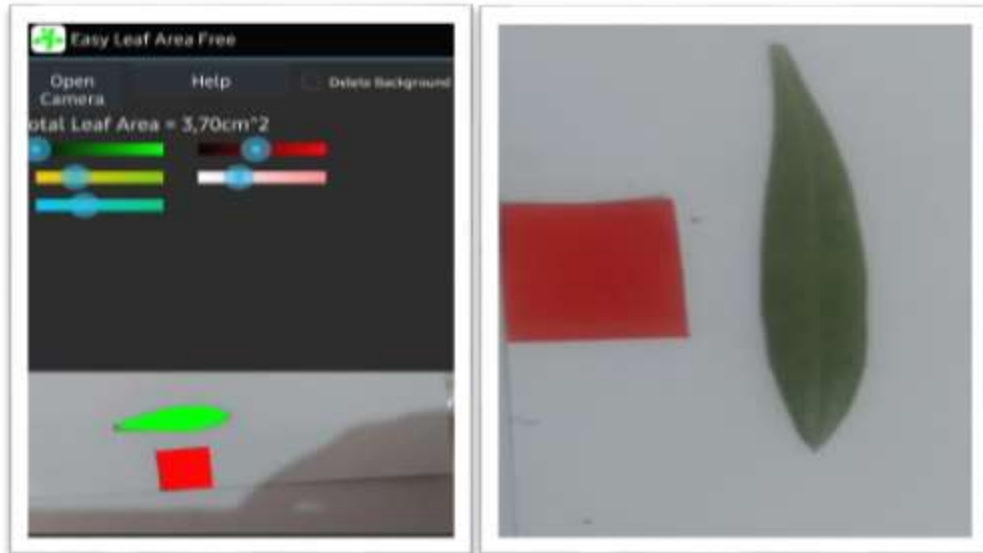 Easy Leaf Area Free
Open
Camera
Help
Delete Background
otal Leaf Area = 3,70cm^2